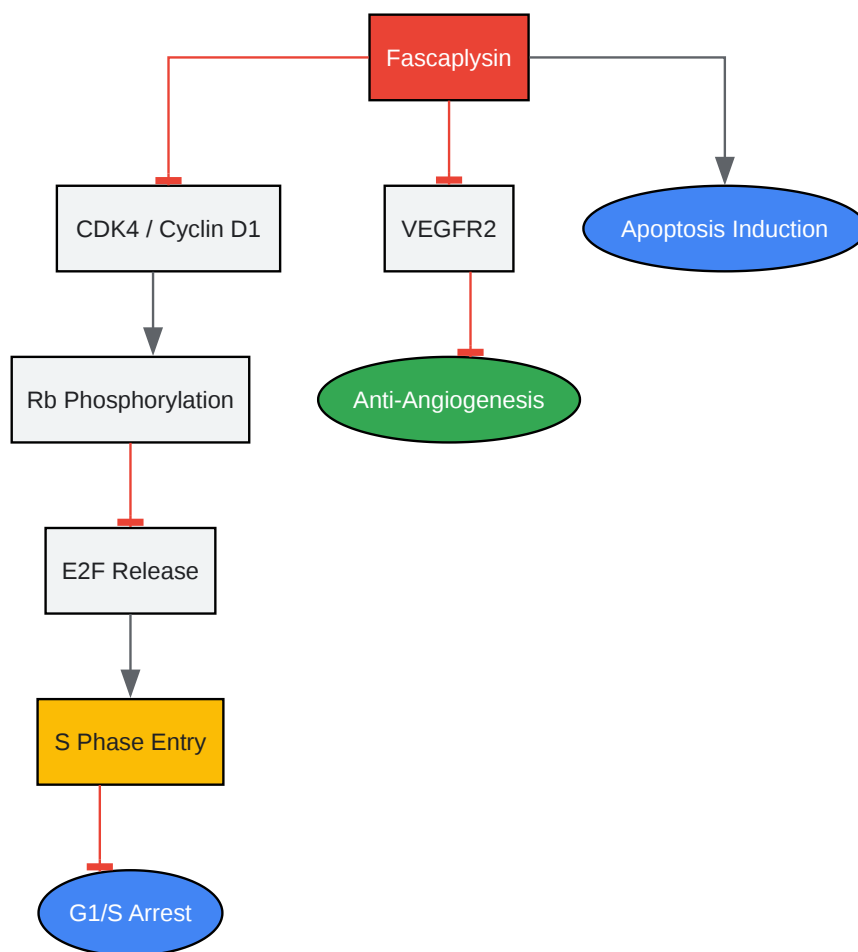 Fascaplysin
CDK4 / Cyclin D1
VEGFR2
Apoptosis Induction
Rb Phosphorylation
Anti-Angiogenesis
E2F Release
S Phase Entry
G1/S Arrest